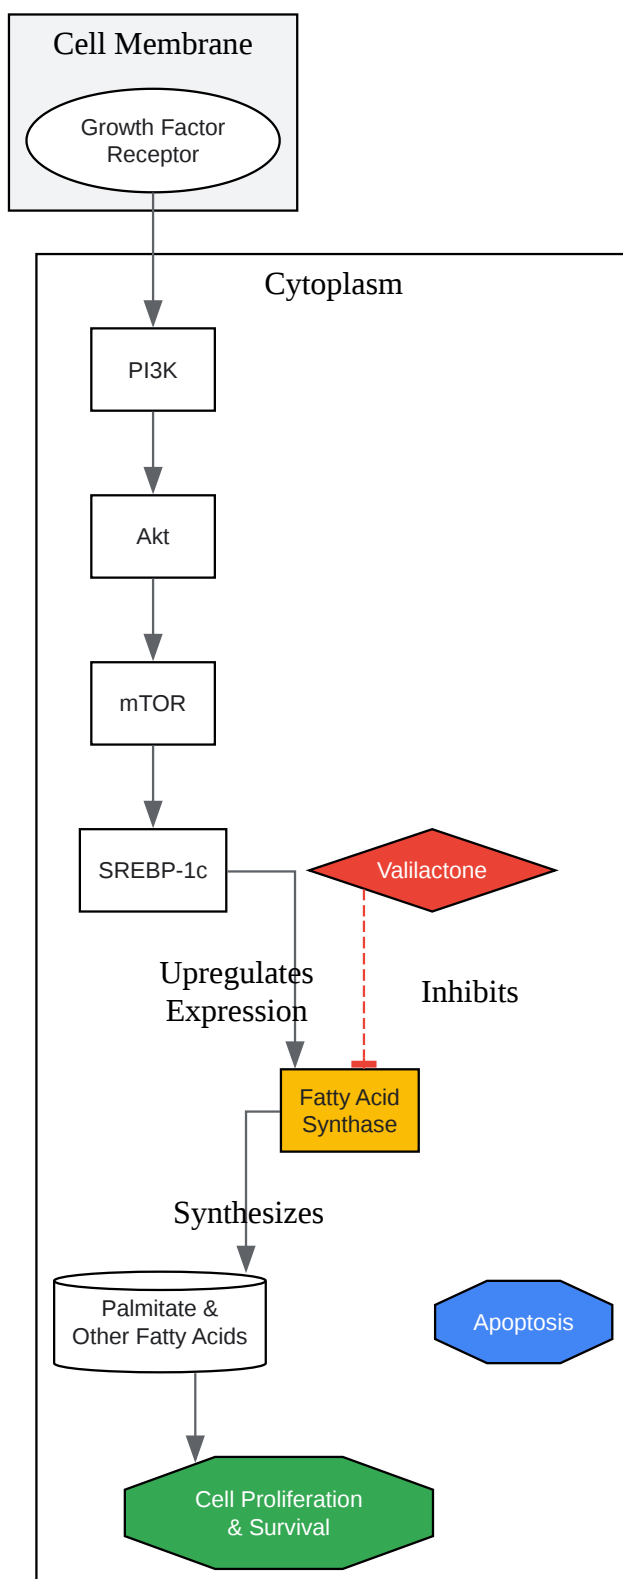 Cell Membrane
Growth Factor
Receptor
Cytoplasm
PI3K
Akt
mTOR
SREBP-1c
Valilactone
Upregulates
Expression
Inhibits
Fatty Acid
Synthase
Synthesizes
Palmitate &
Other Fatty Acids
Apoptosis
Cell Proliferation
& Survival